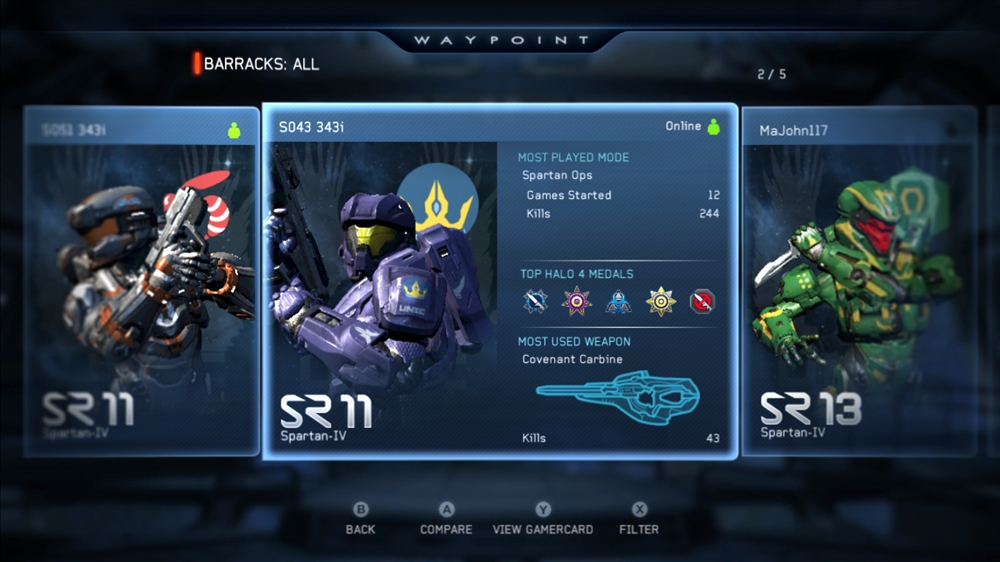 WAYPOINT
BARRACKS: ALL
2 / 5
S051 343i
S043 343i
Online
MaJohn117
MOST PLAYED MODE
Spartan Ops
Games Started 12
Kills 244
TOP HALO 4 MEDALS
MOST USED WEAPON
Covenant Carbine
Kills 43
UNSC
SR 11
Spartan-IV
SR 11
Spartan-IV
SR 13
Spartan-IV
B A Y X
BACK COMPARE VIEW GAMERCARD FILTER